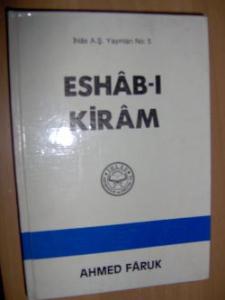 İhlâs A.Ş. Yayınları No: 5
ESHÂB-I
KİRÂM
AHMED FÂRUK